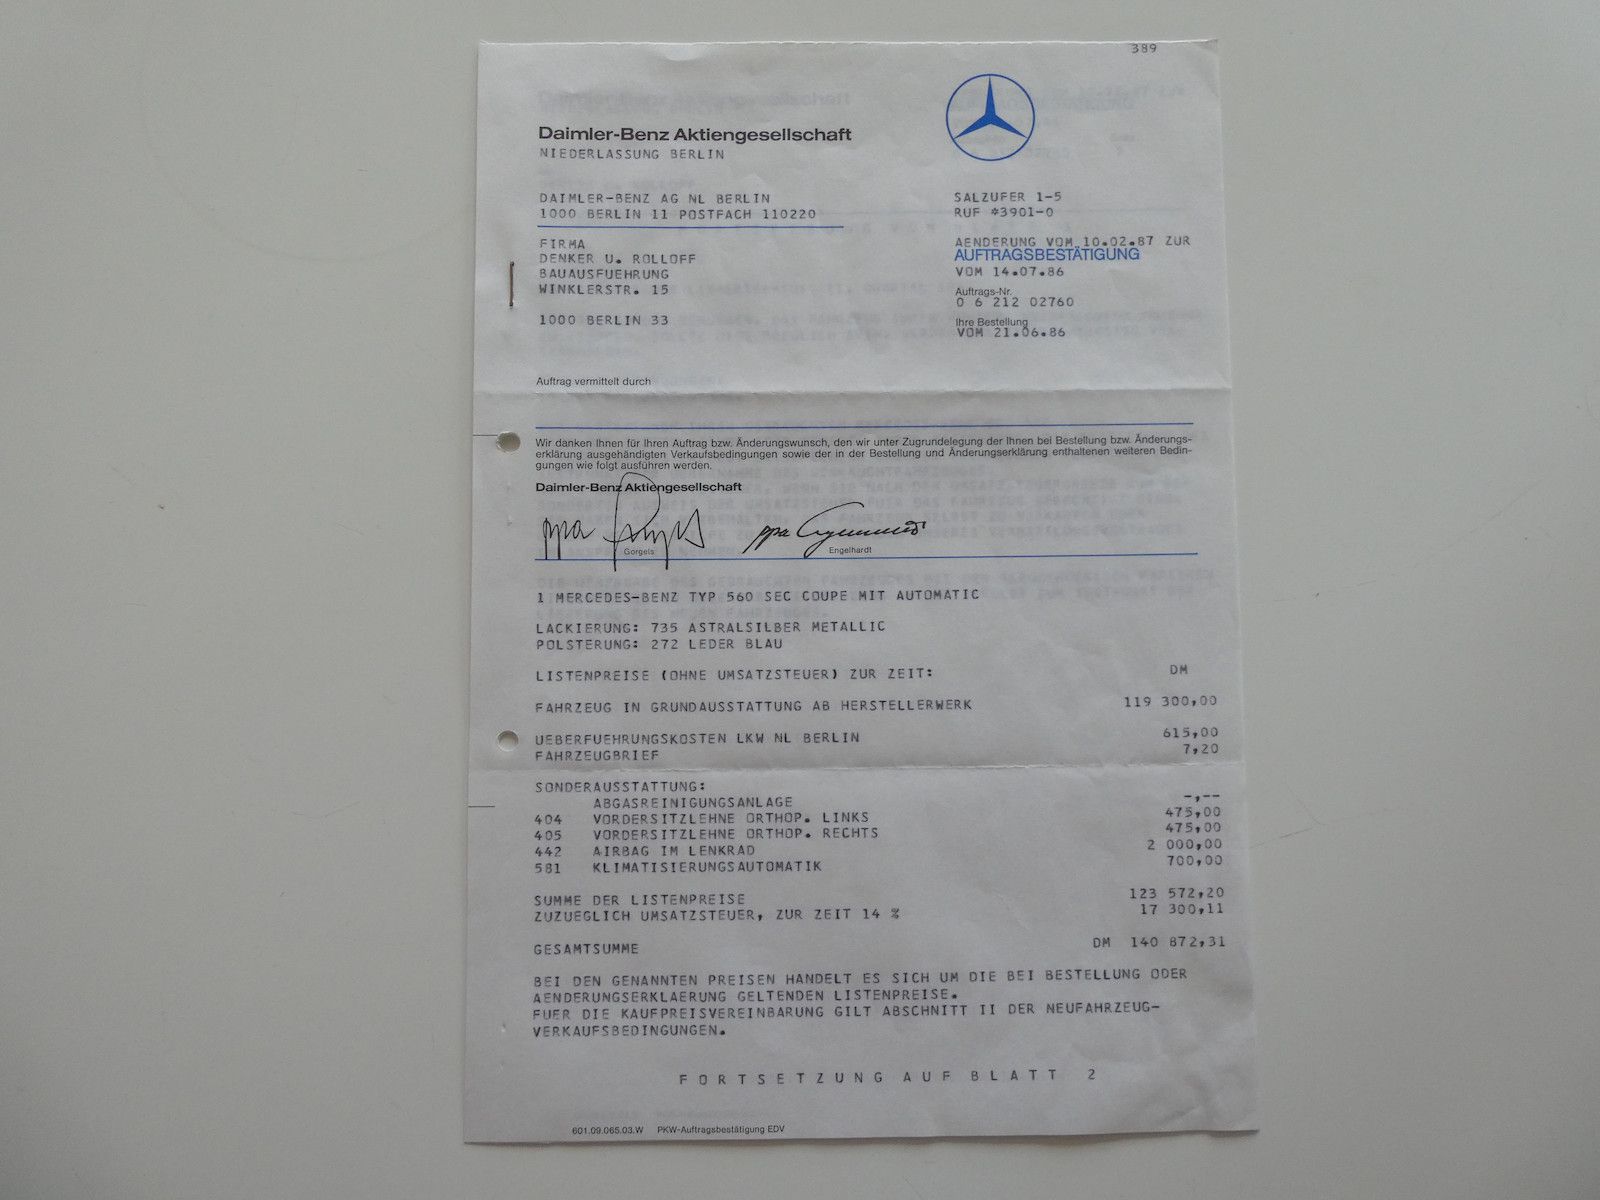 389
Daimler-Benz Aktiengesellschaft
NIEDERLASSUNG BERLIN
DAIMLER-BENZ AG NL BERLIN
1000 BERLIN 11 POSTFACH 110220
SALZUFER 1-5
RUF *3901-0
FIRMA
DENKER U. ROLLOFF
BAUAUSFUEHRUNG
WINKLERSTR. 15
1000 BERLIN 33
AENDERUNG VOM 10.02.87 ZUR
AUFTRAGSBESTÄTIGUNG
VOM 14.07.86
Auftrags-Nr.
0 6 212 02760
Ihre Bestellung
VOM 21.06.86
Auftrag vermittelt durch
Wir danken Ihnen für Ihren Auftrag bzw. Änderungswunsch, den wir unter Zugrundelegung der Ihnen bei Bestellung bzw. Änderungs-
erklärung ausgehändigten Verkaufsbedingungen sowie der in der Bestellung und Änderungserklärung enthaltenen weiteren Bedin-
gungen wie folgt ausführen werden.
Daimler-Benz Aktiengesellschaft
ppa ppa
Gorgels Engelhardt
1 MERCEDES-BENZ TYP 560 SEC COUPE MIT AUTOMATIC
LACKIERUNG: 735 ASTRALSILBER METALLIC
POLSTERUNG: 272 LEDER BLAU
LISTENPREISE (OHNE UMSATZSTEUER) ZUR ZEIT: DM
FAHRZEUG IN GRUNDAUSSTATTUNG AB HERSTELLERWERK 119 300,00
UEBERFUEHRUNGSKOSTEN LKW NL BERLIN 615,00
FAHRZEUGBRIEF 7,20
SONDERAUSSTATTUNG:
ABGASREINIGUNGSANLAGE -,--
404 VORDERSITZLEHNE ORTHOP. LINKS 475,00
405 VORDERSITZLEHNE ORTHOP. RECHTS 475,00
442 AIRBAG IM LENKRAD 2 000,00
581 KLIMATISIERUNGSAUTOMATIK 700,00
SUMME DER LISTENPREISE 123 572,20
ZUZUEGLICH UMSATZSTEUER, ZUR ZEIT 14 % 17 300,11
GESAMTSUMME DM 140 872,31
BEI DEN GENANNTEN PREISEN HANDELT ES SICH UM DIE BEI BESTELLUNG ODER
AENDERUNGSERKLAERUNG GELTENDEN LISTENPREISE.
FUER DIE KAUFPREISVEREINBARUNG GILT ABSCHNITT II DER NEUFAHRZEUG-
VERKAUFSBEDINGUNGEN.
FORTSETZUNG AUF BLATT 2
601.09.065.03.W PKW-Auftragsbestätigung EDV